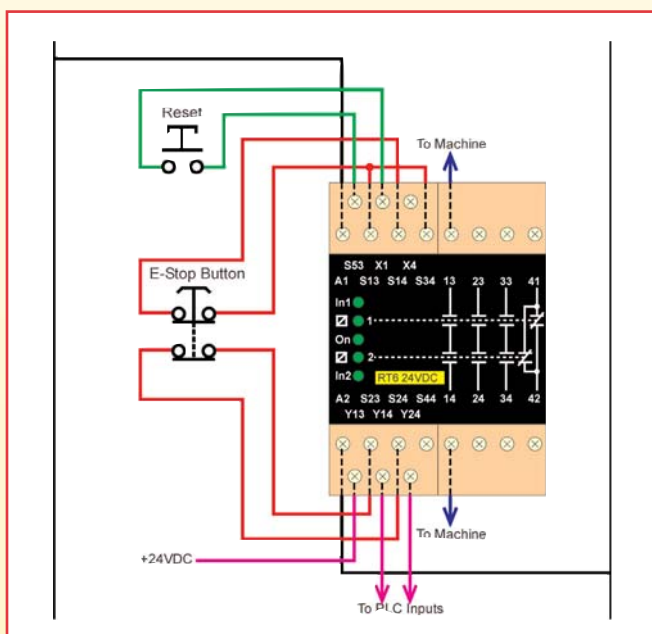 Reset
To Machine
E-Stop Button
S53 X1 X4
A1 S13 S14 S34 13 23 33 41
In1
1
On
2
In2
RT6 24VDC
A2 S23 S24 S44 14 24 34 42
Y13 Y14 Y24
To Machine
+24VDC
To PLC Inputs